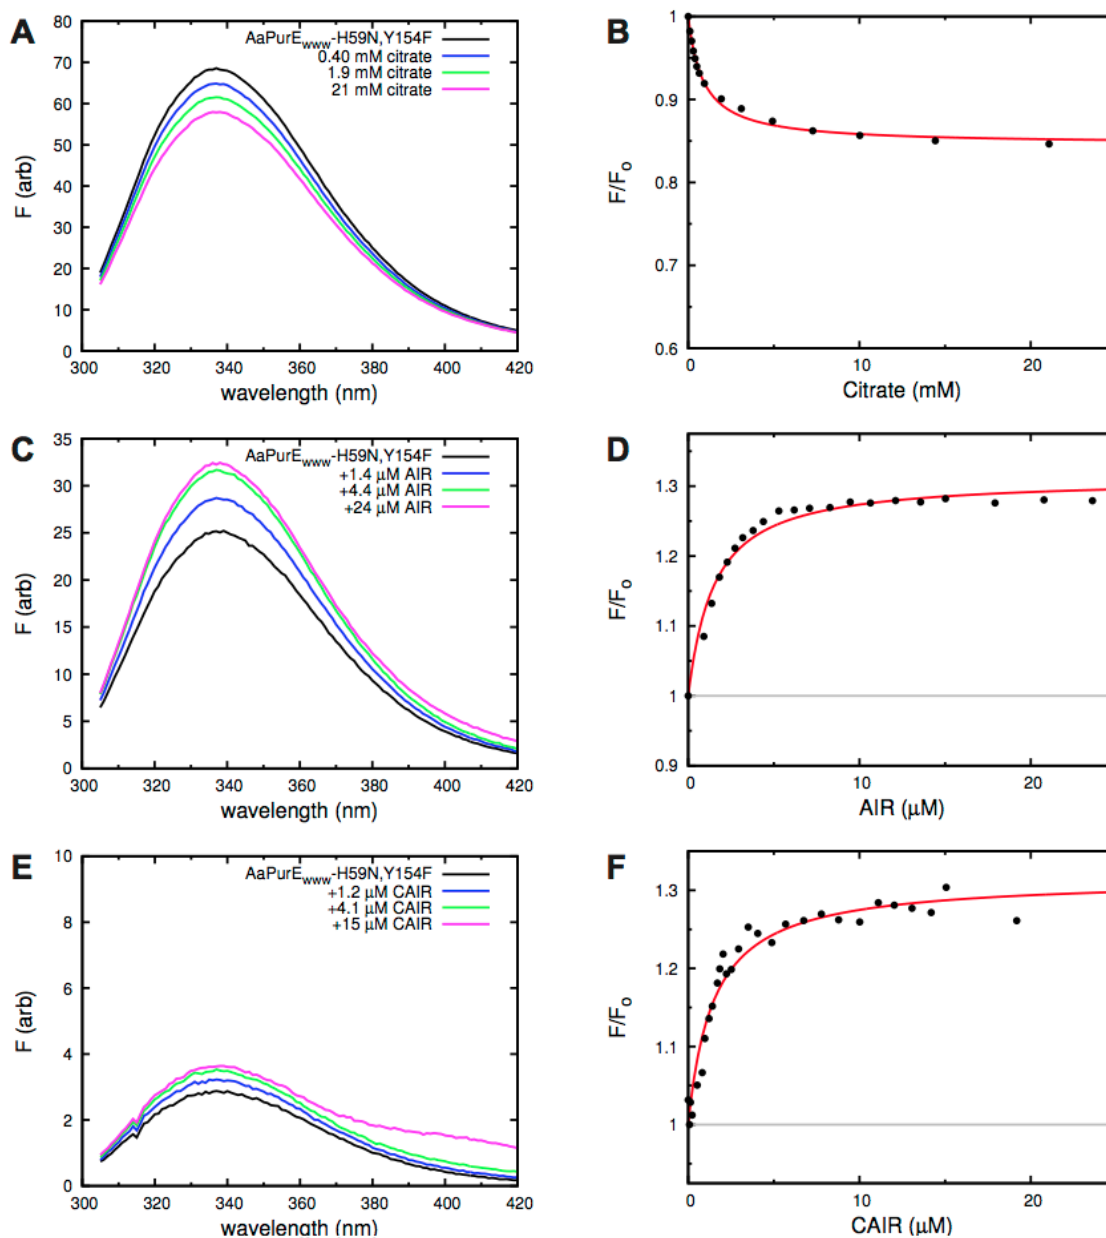 A
80
70
60
50
40
30
20
10
0
F (arb)
AaPurEwww-H59N,Y154F
0.40 mM citrate
1.9 mM citrate
21 mM citrate
300 320 340 360 380 400 420
wavelength (nm)
B
1
0.9
0.8
0.7
0.6
F/Fo
0 10 20
Citrate (mM)
C
35
30
25
20
15
10
5
0
F (arb)
AaPurEwww-H59N,Y154F
+1.4 μM AIR
+4.4 μM AIR
+24 μM AIR
300 320 340 360 380 400 420
wavelength (nm)
D
1.3
1.2
1.1
1
0.9
F/Fo
0 10 20
AIR (μM)
E
10
8
6
4
2
0
F (arb)
AaPurEwww-H59N,Y154F
+1.2 μM CAIR
+4.1 μM CAIR
+15 μM CAIR
300 320 340 360 380 400 420
wavelength (nm)
F
1.3
1.2
1.1
1
F/Fo
0 10 20
CAIR (μM)